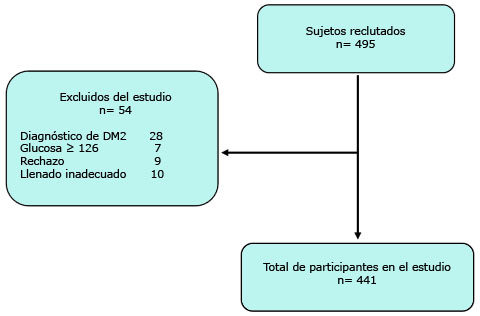 Sujetos reclutados
n= 495
Excluidos del estudio
n= 54
Diagnóstico de DM2 28
Glucosa ≥ 126 7
Rechazo 9
Llenado inadecuado 10
Total de participantes en el estudio
n= 441